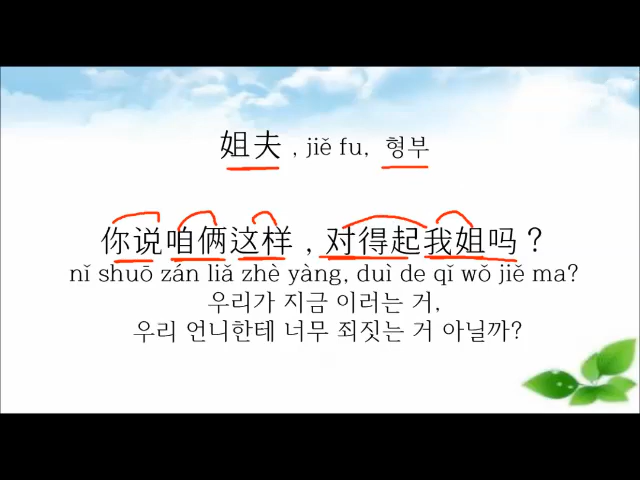 姐夫 , jiě fu, 형부
你说咱俩这样 , 对得起我姐吗 ?
nǐ shuō zán liǎ zhè yàng, duì de qǐ wǒ jiě ma?
우리가 지금 이러는 거,
우리 언니한테 너무 죄짓는 거 아닐까?